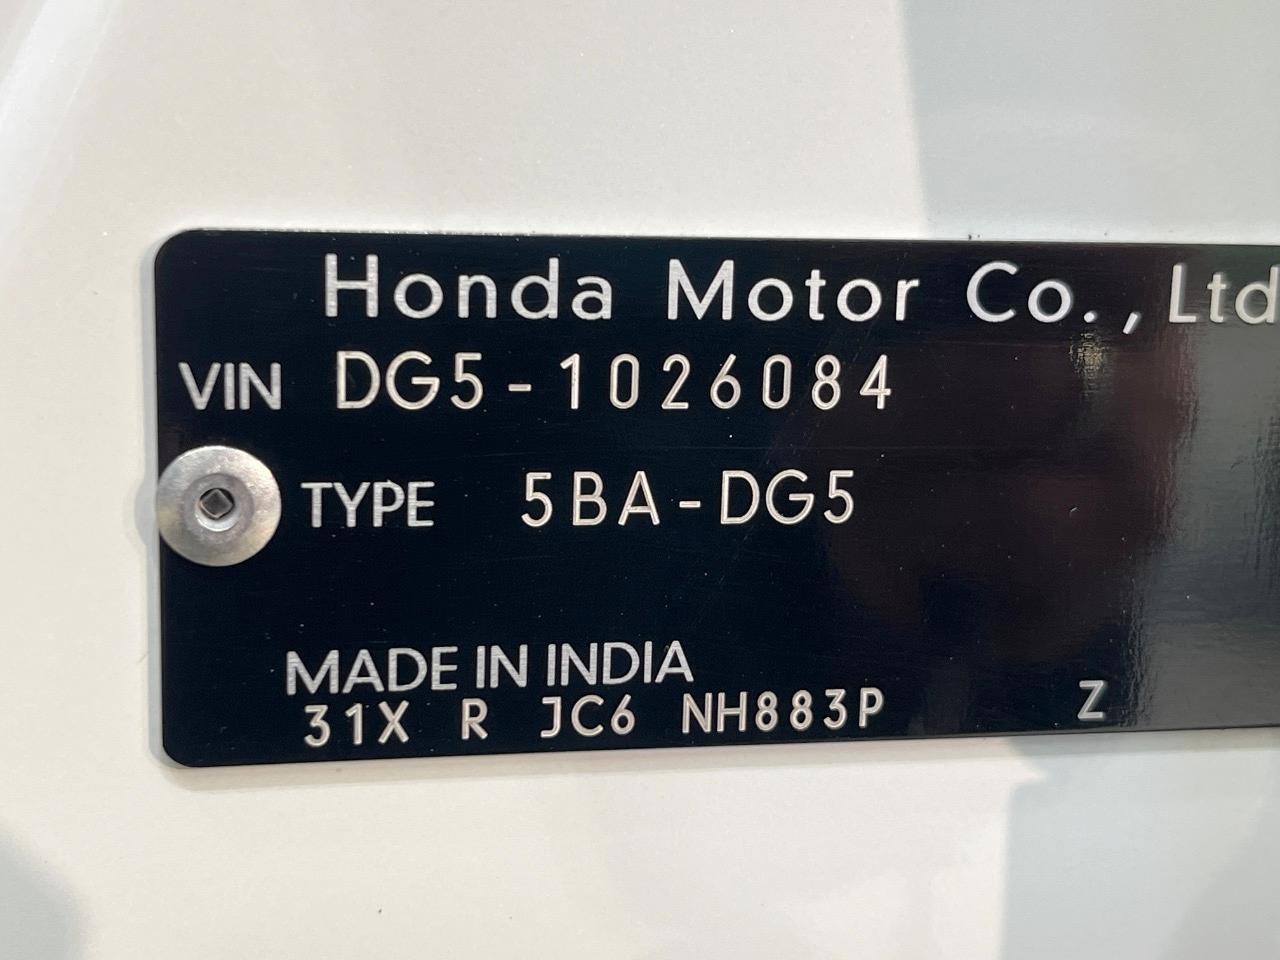 Honda Motor Co., Ltd
VIN DG5-1026084
TYPE 5BA-DG5
MADE IN INDIA
31X R JC6 NH883P Z